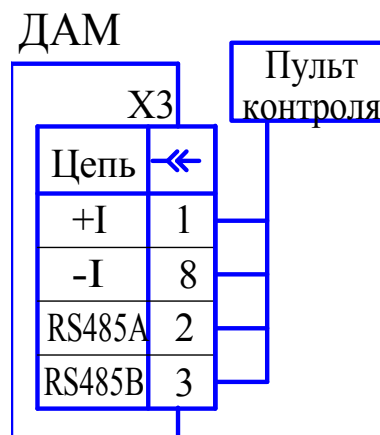 ДАМ
Пульт
контроля
X3
Цепь
+I 1
-I 8
RS485A 2
RS485B 3